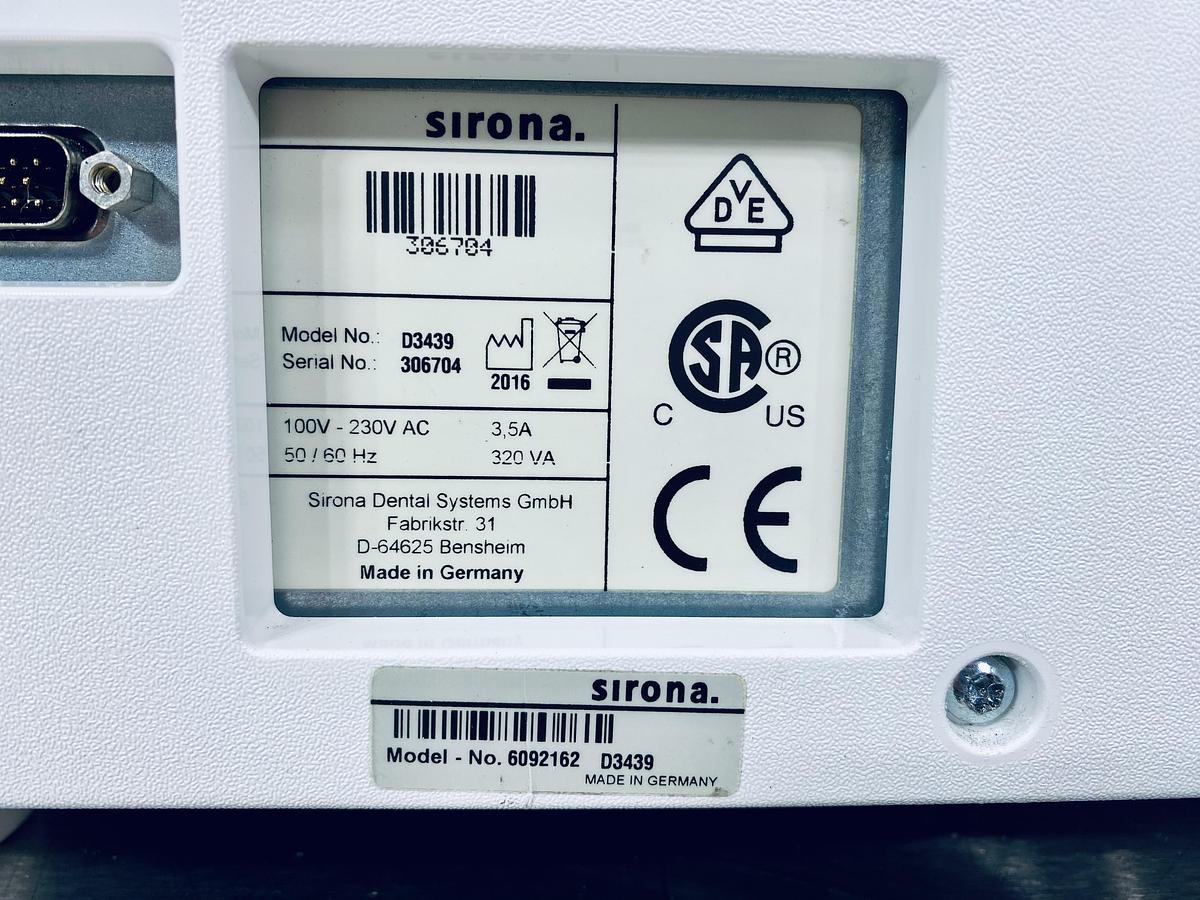 sirona.
306704
Model No.: D3439
Serial No.: 306704
2016
100V - 230V AC 3,5A
50 / 60 Hz 320 VA
Sirona Dental Systems GmbH
Fabrikstr. 31
D-64625 Bensheim
Made in Germany
DVE
SA ®
C US
CE
sirona.
Model - No. 6092162 D3439
MADE IN GERMANY